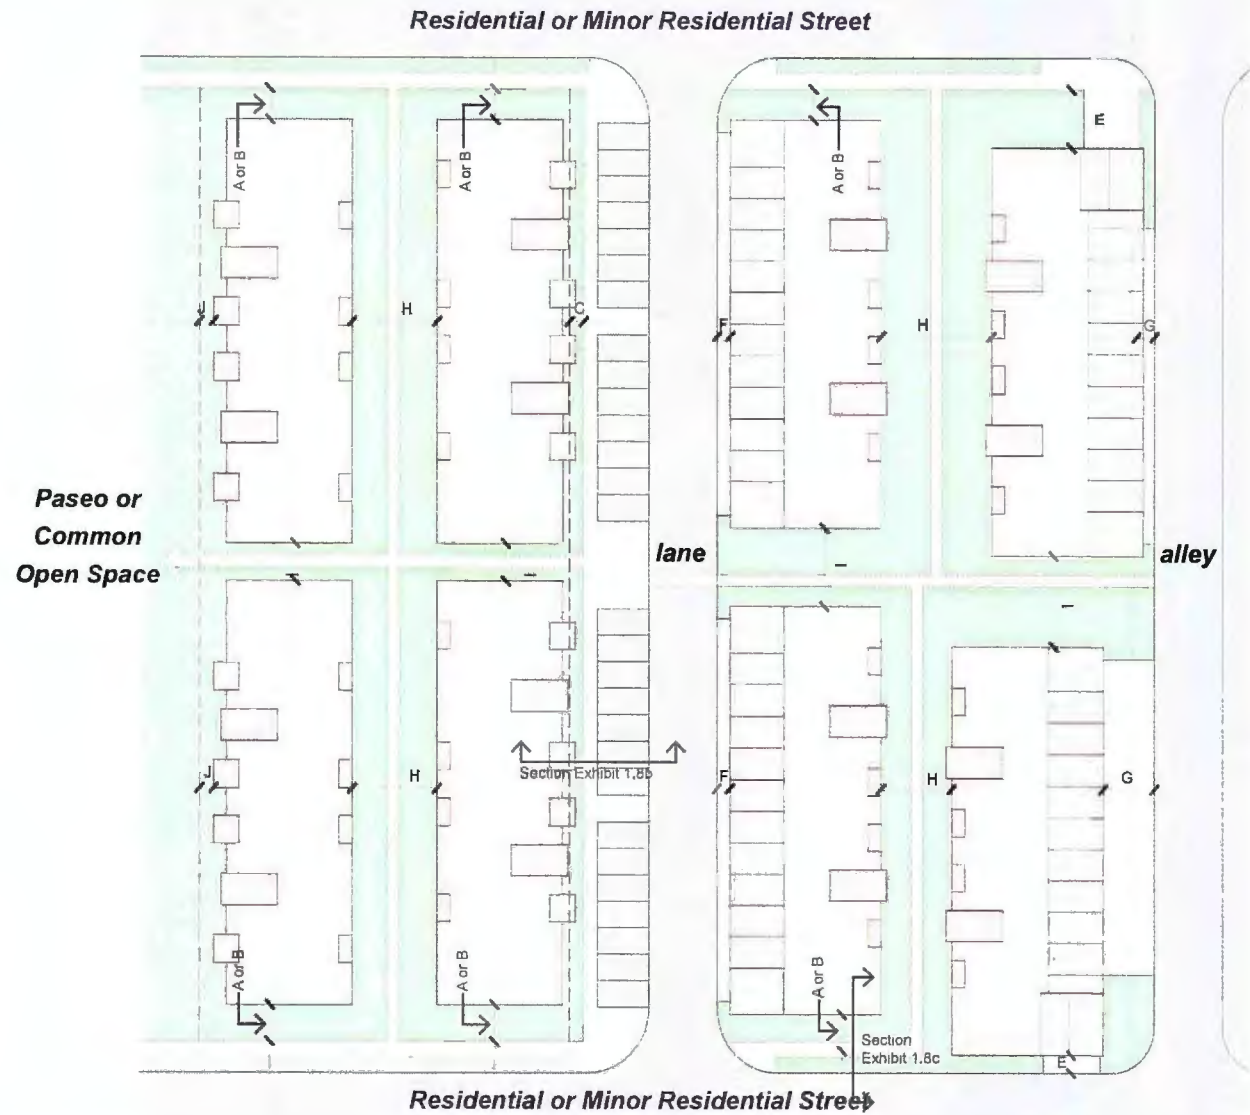 Residential or Minor Residential Street
A or B
A or B
A or B
E
J
H
C
F
H
G
Paseo or
Common
Open Space
lane
alley
I
I
I
I
J
H
Section Exhibit 1.8b
F
H
G
A or B
A or B
A or B
Section
Exhibit 1.8c
E
Residential or Minor Residential Street